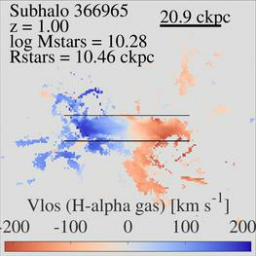 Subhalo 366965
20.9 ckpc
z = 1.00
log Mstars = 10.28
Rstars = 10.46 ckpc
Vlos (H-alpha gas) [km s⁻¹]
-200 -100 0 100 200